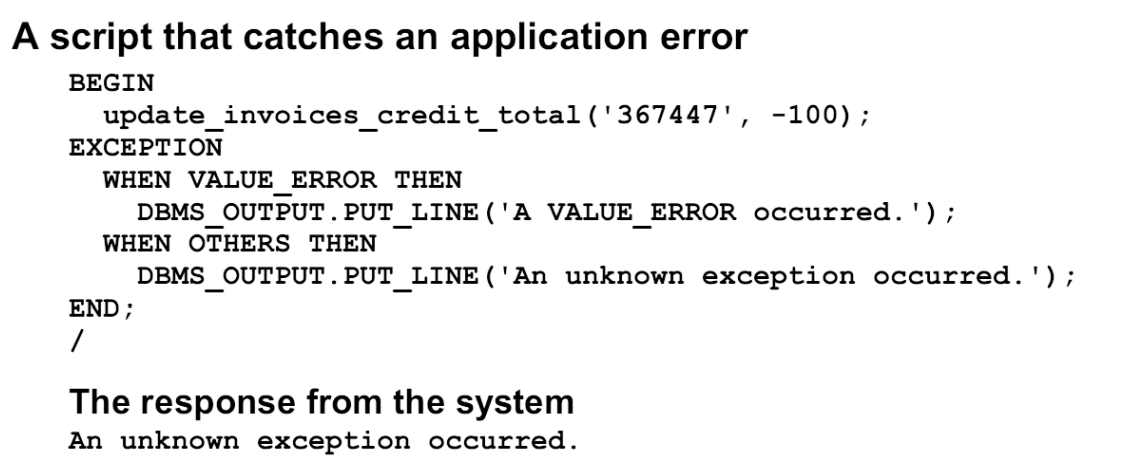 A script that catches an application error
BEGIN
  update_invoices_credit_total('367447', -100);
EXCEPTION
  WHEN VALUE_ERROR THEN
    DBMS_OUTPUT.PUT_LINE('A VALUE_ERROR occurred.');
  WHEN OTHERS THEN
    DBMS_OUTPUT.PUT_LINE('An unknown exception occurred.');
END;
/
The response from the system
An unknown exception occurred.